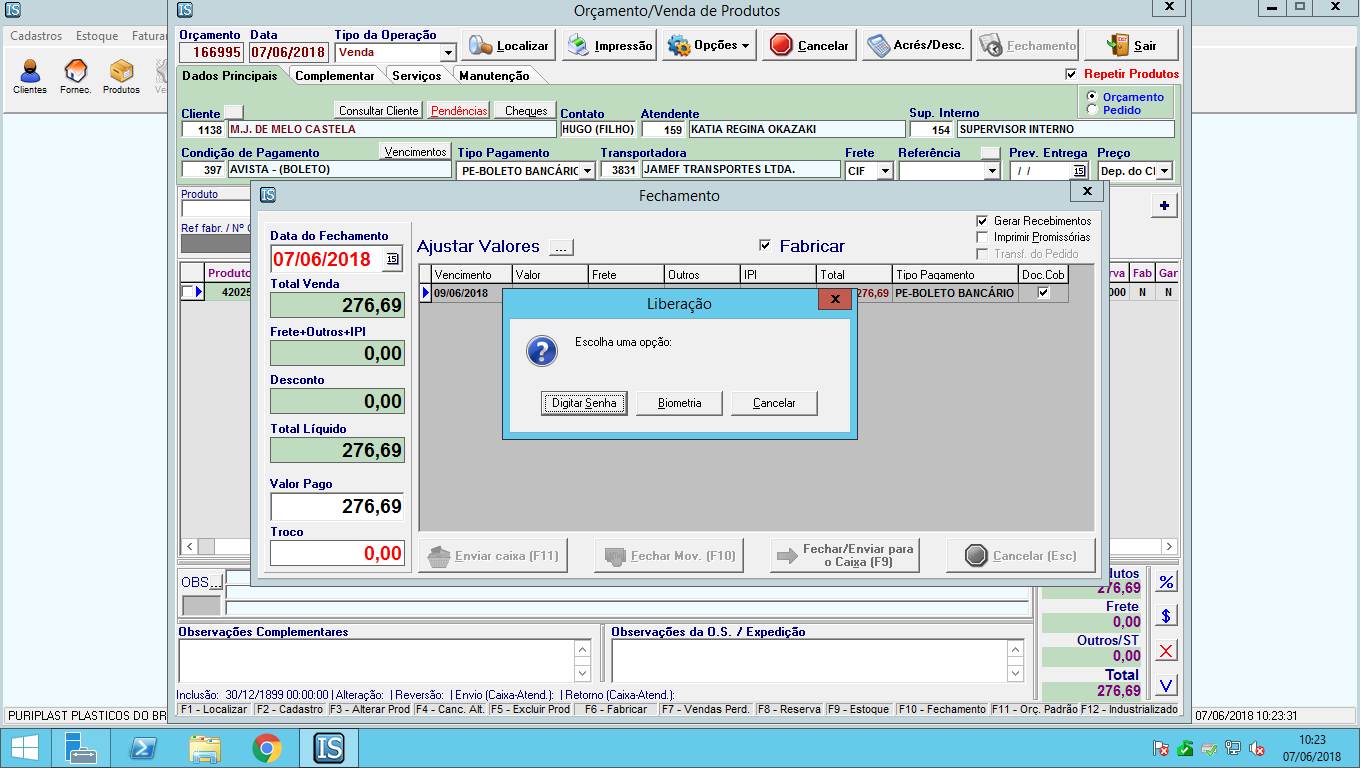 IS
Orçamento/Venda de Produtos
Cadastros Estoque Faturar
Clientes Fornec. Produtos
Orçamento Data Tipo da Operação
166995 07/06/2018 Venda
Localizar Impressão Opções Cancelar Acrés/Desc. Fechamento Sair
Dados Principais Complementar Serviços Manutenção
Repetir Produtos
Cliente Consultar Cliente Pendências Cheques Contato Atendente Sup. Interno
Orçamento
Pedido
1138 M.J. DE MELO CASTELA HUGO (FILHO) 159 KATIA REGINA OKAZAKI 154 SUPERVISOR INTERNO
Condição de Pagamento Vencimentos Tipo Pagamento Transportadora Frete Referência Prev. Entrega Preço
397 AVISTA - (BOLETO) PE-BOLETO BANCÁRIO 3831 JAMEF TRANSPORTES LTDA. CIF / / 15 Dep. do Cl
Produto
Ref fabr. / Nº
IS Fechamento
Data do Fechamento
07/06/2018 15
Total Venda
276,69
Frete+Outros+IPI
0,00
Desconto
0,00
Total Líquido
276,69
Valor Pago
276,69
Troco
0,00
Ajustar Valores ...
Fabricar
Gerar Recebimentos
Imprimir Promissórias
Transf. do Pedido
Vencimento Valor Frete Outros IPI Total Tipo Pagamento Doc.Cob
09/06/2018 276,69 PE-BOLETO BANCÁRIO
Liberação
Escolha uma opção:
Digitar Senha Biometria Cancelar
Enviar caixa (F11) Fechar Mov. (F10) Fechar/Enviar para
o Caixa (F9)
Cancelar (Esc)
Produto
42025
rva Fab Gar
000 N N
OBS...
utos
276,69
Frete
0,00
Outros/ST
0,00
Total
276,69
%
$
Observações Complementares Observações da O.S. / Expedição
Inclusão: 30/12/1899 00:00:00 | Alteração: | Reversão: | Envio (Caixa-Atend.): | Retorno (Caixa-Atend.):
F1 - Localizar F2 - Cadastro F3 - Alterar Prod F4 - Canc. Alt. F5 - Excluir Prod F6 - Fabricar F7 - Vendas Perd. F8 - Reserva F9 - Estoque F10 - Fechamento F11 - Orç. Padrão F12 - Industrializado
PURIPLAST PLASTICOS DO BR
07/06/2018 10:23:31
IS
10:23
07/06/2018